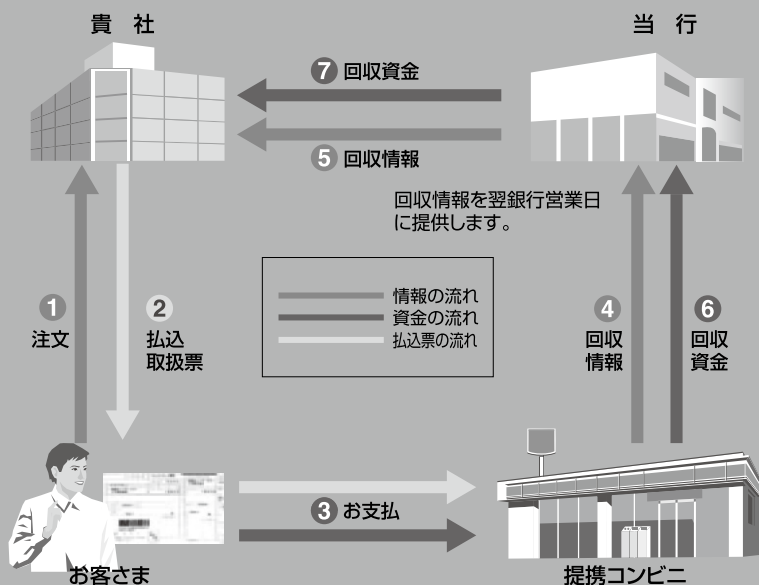 貴 社
当 行
7 回収資金
5 回収情報
回収情報を翌銀行営業日
に提供します。
1
注文
2
払込
取扱票
情報の流れ
資金の流れ
払込票の流れ
4
回収
情報
6
回収
資金
3 お支払
お客さま
提携コンビニ